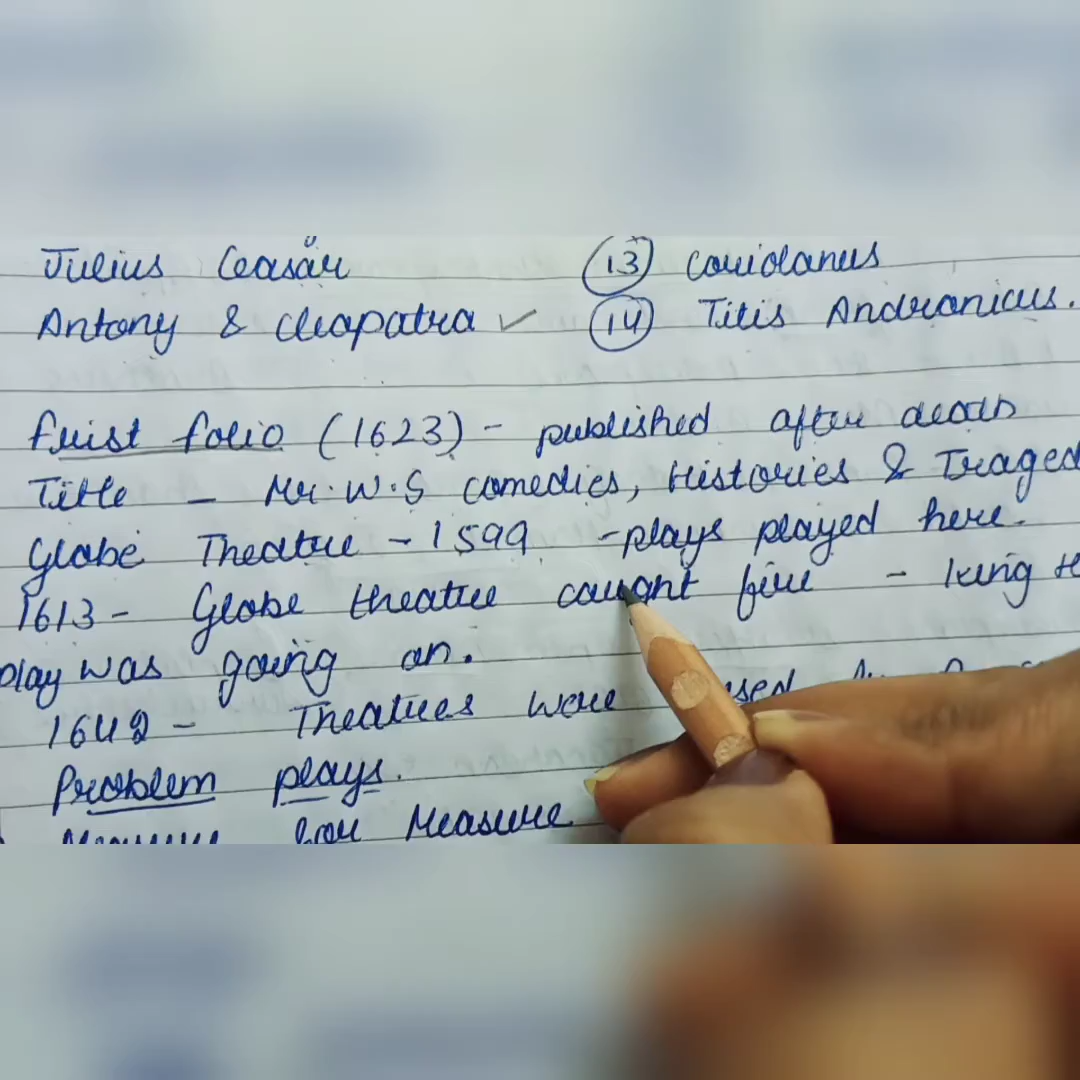 Julius Ceasar (13) Coriolanus
Antony & Cleopatra ✓ (14) Titis Andronicus.
First folio (1623) - published after death
Title - Mr. W. S comedies, Histories & Traged
Globe Theatre - 1599 - plays played here.
1613 - Globe theatre caught fire - king
play was going on.
1642 - Theatres were
Problem plays.
Measure for Measure